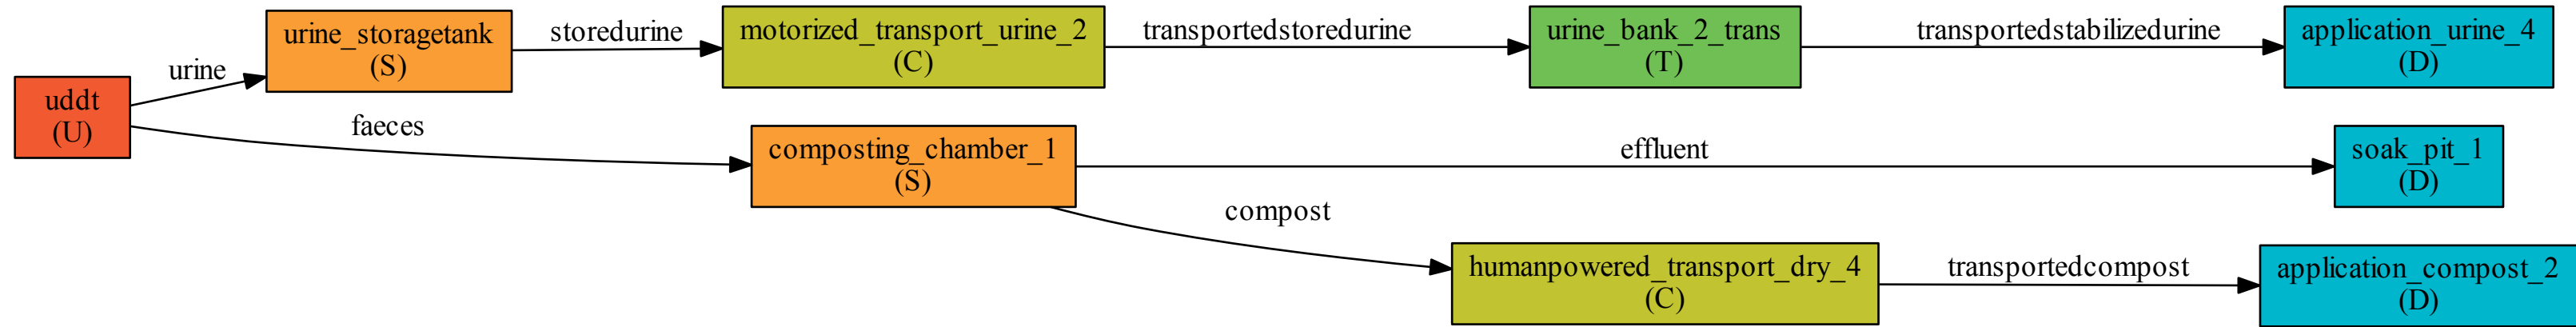 uddt
(U)
urine
urine_storagetank
(S)
storedurine
motorized_transport_urine_2
(C)
transportedstoredurine
urine_bank_2_trans
(T)
transportedstabilizedurine
application_urine_4
(D)
faeces
composting_chamber_1
(S)
effluent
soak_pit_1
(D)
compost
humanpowered_transport_dry_4
(C)
transportedcompost
application_compost_2
(D)